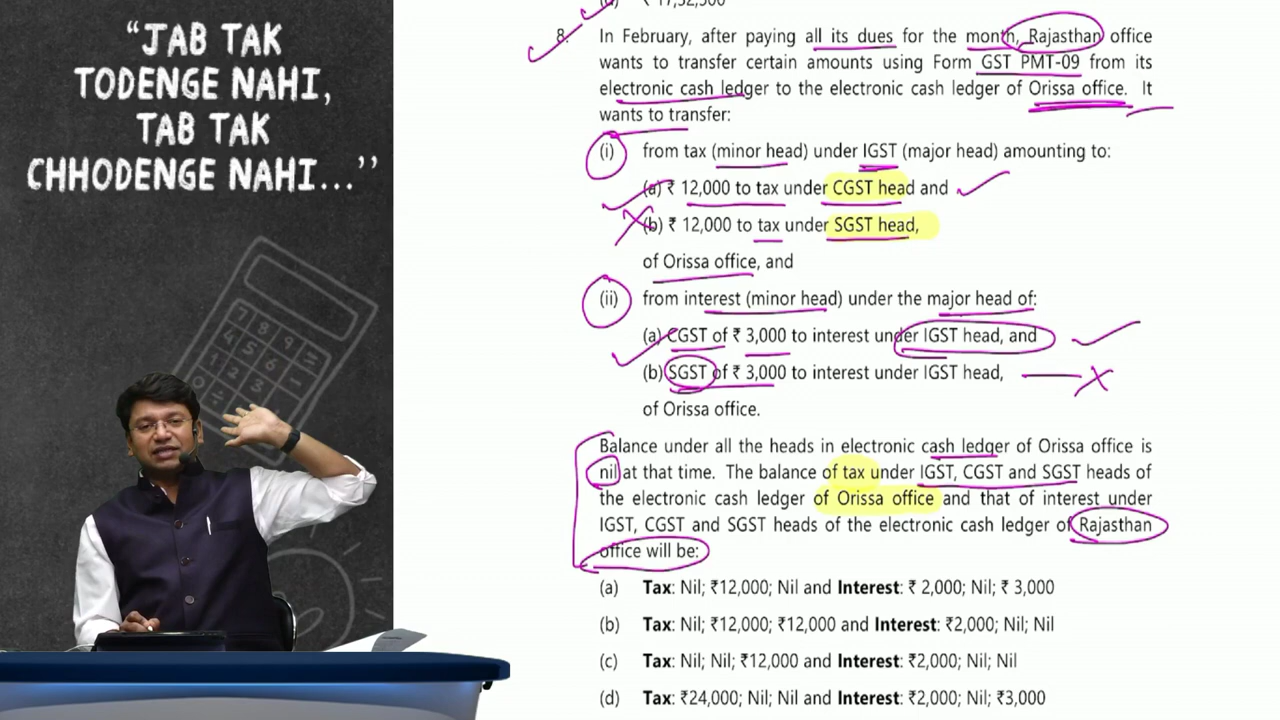 “JAB TAK
TODENGE NAHI,
TAB TAK
CHHODENGE NAHI...’’
(d) ₹ 17,32,500
8. In February, after paying all its dues for the month, Rajasthan office
wants to transfer certain amounts using Form GST PMT-09 from its
electronic cash ledger to the electronic cash ledger of Orissa office. It
wants to transfer:
(i) from tax (minor head) under IGST (major head) amounting to:
(a) ₹ 12,000 to tax under CGST head and
(b) ₹ 12,000 to tax under SGST head,
of Orissa office, and
(ii) from interest (minor head) under the major head of:
(a) CGST of ₹ 3,000 to interest under IGST head, and
(b) SGST of ₹ 3,000 to interest under IGST head,
of Orissa office.
Balance under all the heads in electronic cash ledger of Orissa office is
nil at that time. The balance of tax under IGST, CGST and SGST heads of
the electronic cash ledger of Orissa office and that of interest under
IGST, CGST and SGST heads of the electronic cash ledger of Rajasthan
office will be:
(a) Tax: Nil; ₹12,000; Nil and Interest: ₹ 2,000; Nil; ₹ 3,000
(b) Tax: Nil; ₹12,000; ₹12,000 and Interest: ₹2,000; Nil; Nil
(c) Tax: Nil; Nil; ₹12,000 and Interest: ₹2,000; Nil; Nil
(d) Tax: ₹24,000; Nil; Nil and Interest: ₹2,000; Nil; ₹3,000